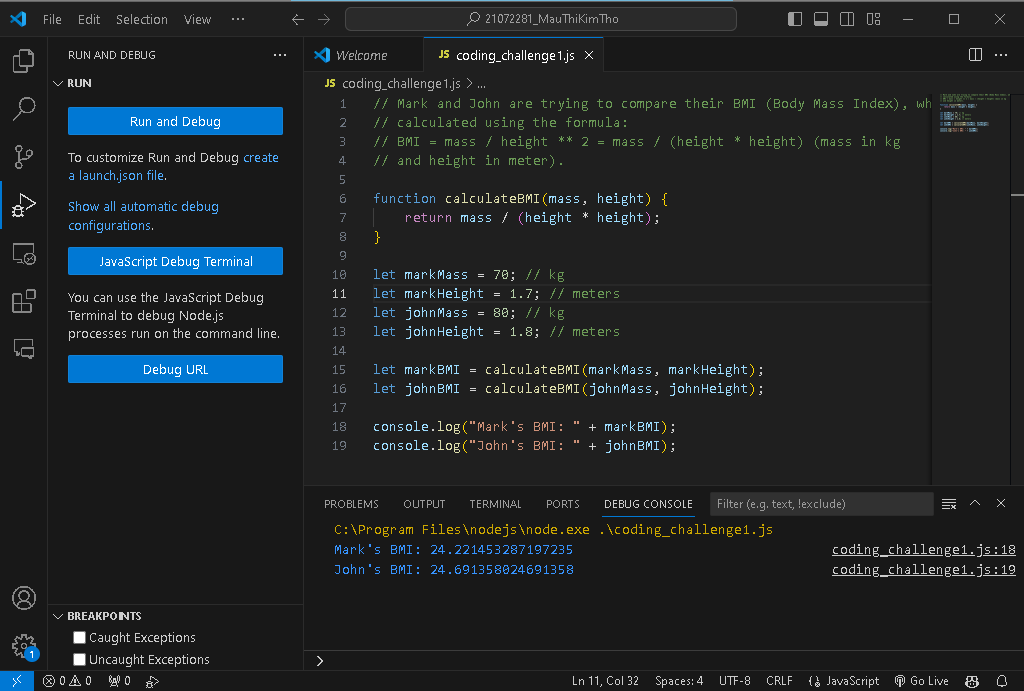 File Edit Selection View ···
21072281_MauThiKimTho
RUN AND DEBUG ···
RUN
Run and Debug
To customize Run and Debug create
a launch.json file.
Show all automatic debug
configurations.
JavaScript Debug Terminal
You can use the JavaScript Debug
Terminal to debug Node.js
processes run on the command line.
Debug URL
BREAKPOINTS
Caught Exceptions
Uncaught Exceptions
1
Welcome
JS coding_challenge1.js
JS coding_challenge1.js > ...
1 // Mark and John are trying to compare their BMI (Body Mass Index), wh
2 // calculated using the formula:
3 // BMI = mass / height ** 2 = mass / (height * height) (mass in kg
4 // and height in meter).
5
6 function calculateBMI(mass, height) {
7 return mass / (height * height);
8 }
9
10 let markMass = 70; // kg
11 let markHeight = 1.7; // meters
12 let johnMass = 80; // kg
13 let johnHeight = 1.8; // meters
14
15 let markBMI = calculateBMI(markMass, markHeight);
16 let johnBMI = calculateBMI(johnMass, johnHeight);
17
18 console.log("Mark's BMI: " + markBMI);
19 console.log("John's BMI: " + johnBMI);
PROBLEMS OUTPUT TERMINAL PORTS DEBUG CONSOLE Filter (e.g. text, !exclude)
C:\Program Files\nodejs\node.exe .\coding_challenge1.js
Mark's BMI: 24.221453287197235 coding_challenge1.js:18
John's BMI: 24.691358024691358 coding_challenge1.js:19
>
0 0 0 Ln 11, Col 32 Spaces: 4 UTF-8 CRLF {} JavaScript Go Live